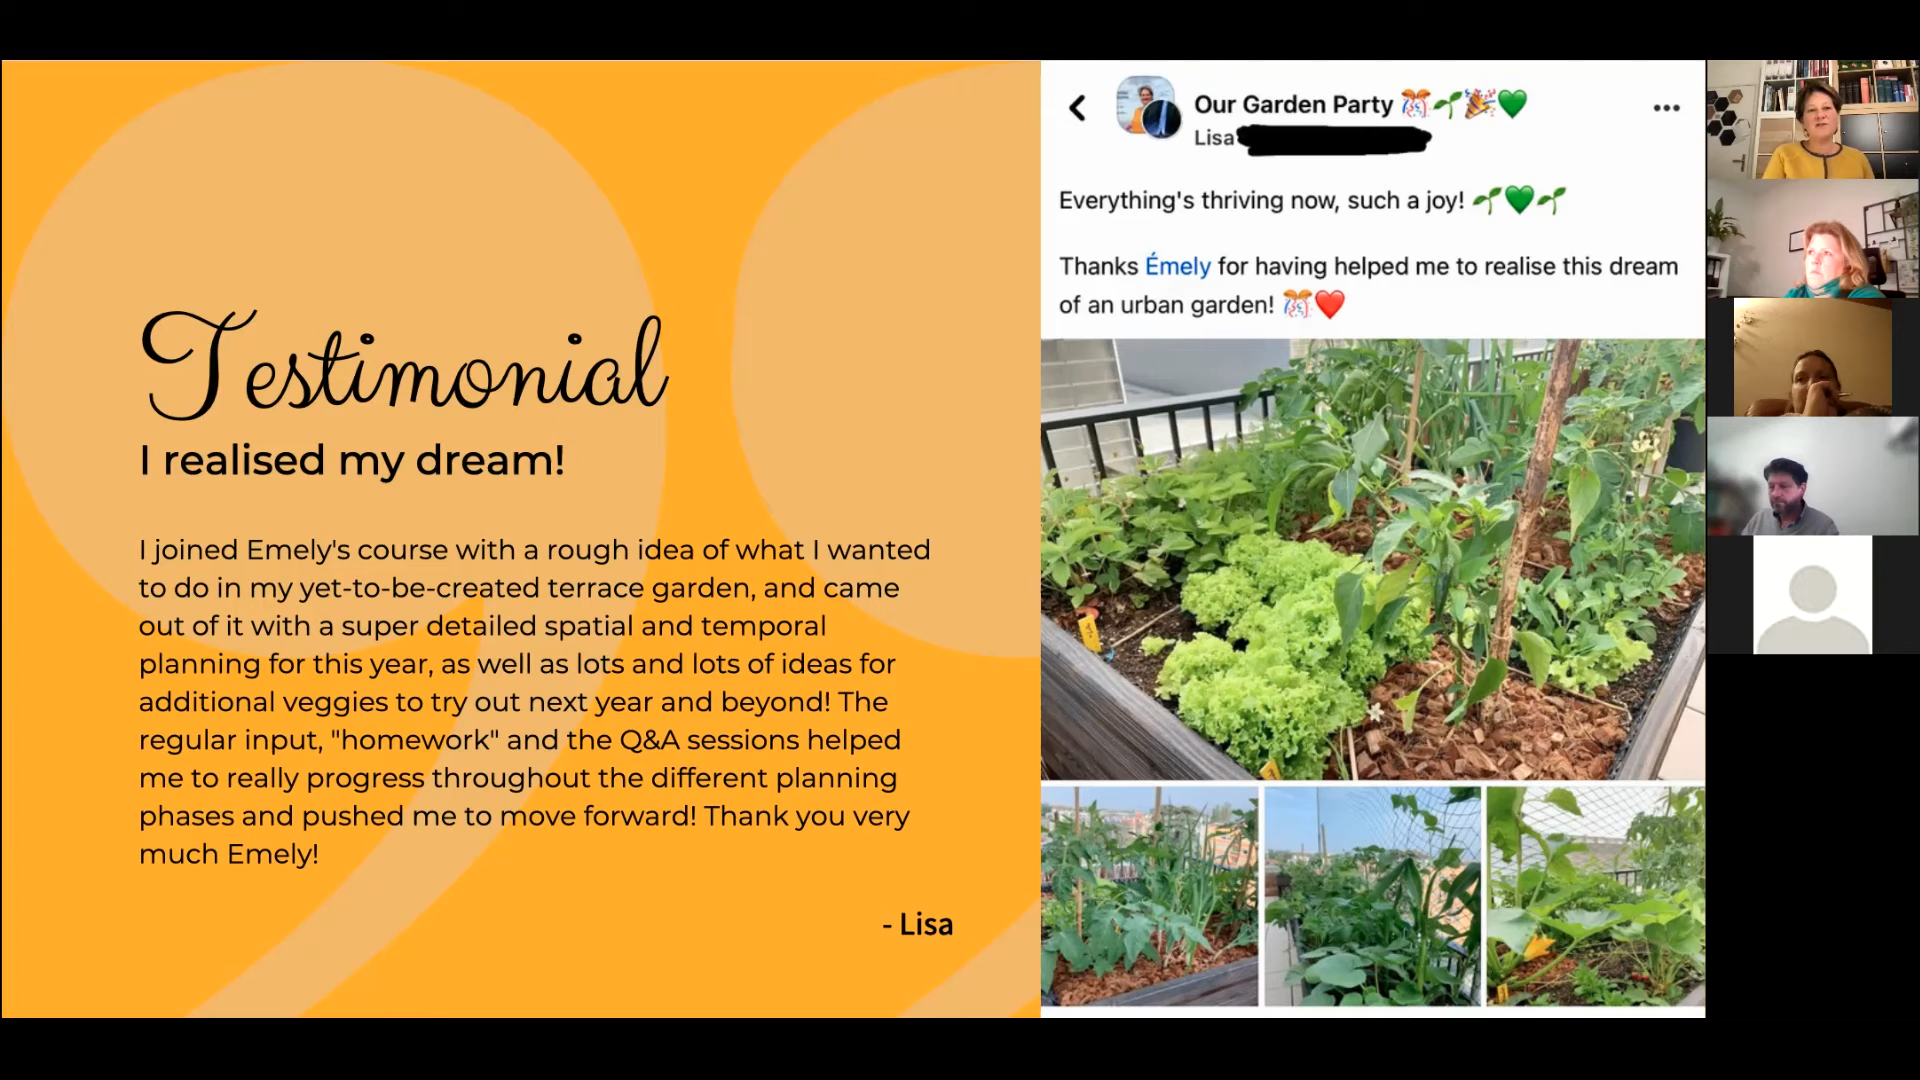 Testimonial
I realised my dream!
I joined Emely's course with a rough idea of what I wanted
to do in my yet-to-be-created terrace garden, and came
out of it with a super detailed spatial and temporal
planning for this year, as well as lots and lots of ideas for
additional veggies to try out next year and beyond! The
regular input, "homework" and the Q&A sessions helped
me to really progress throughout the different planning
phases and pushed me to move forward! Thank you very
much Emely!
- Lisa
Our Garden Party 🎊🌱🎉💚
Lisa
Everything's thriving now, such a joy! 🌱💚🌱
Thanks Émely for having helped me to realise this dream
of an urban garden! 🎊❤️